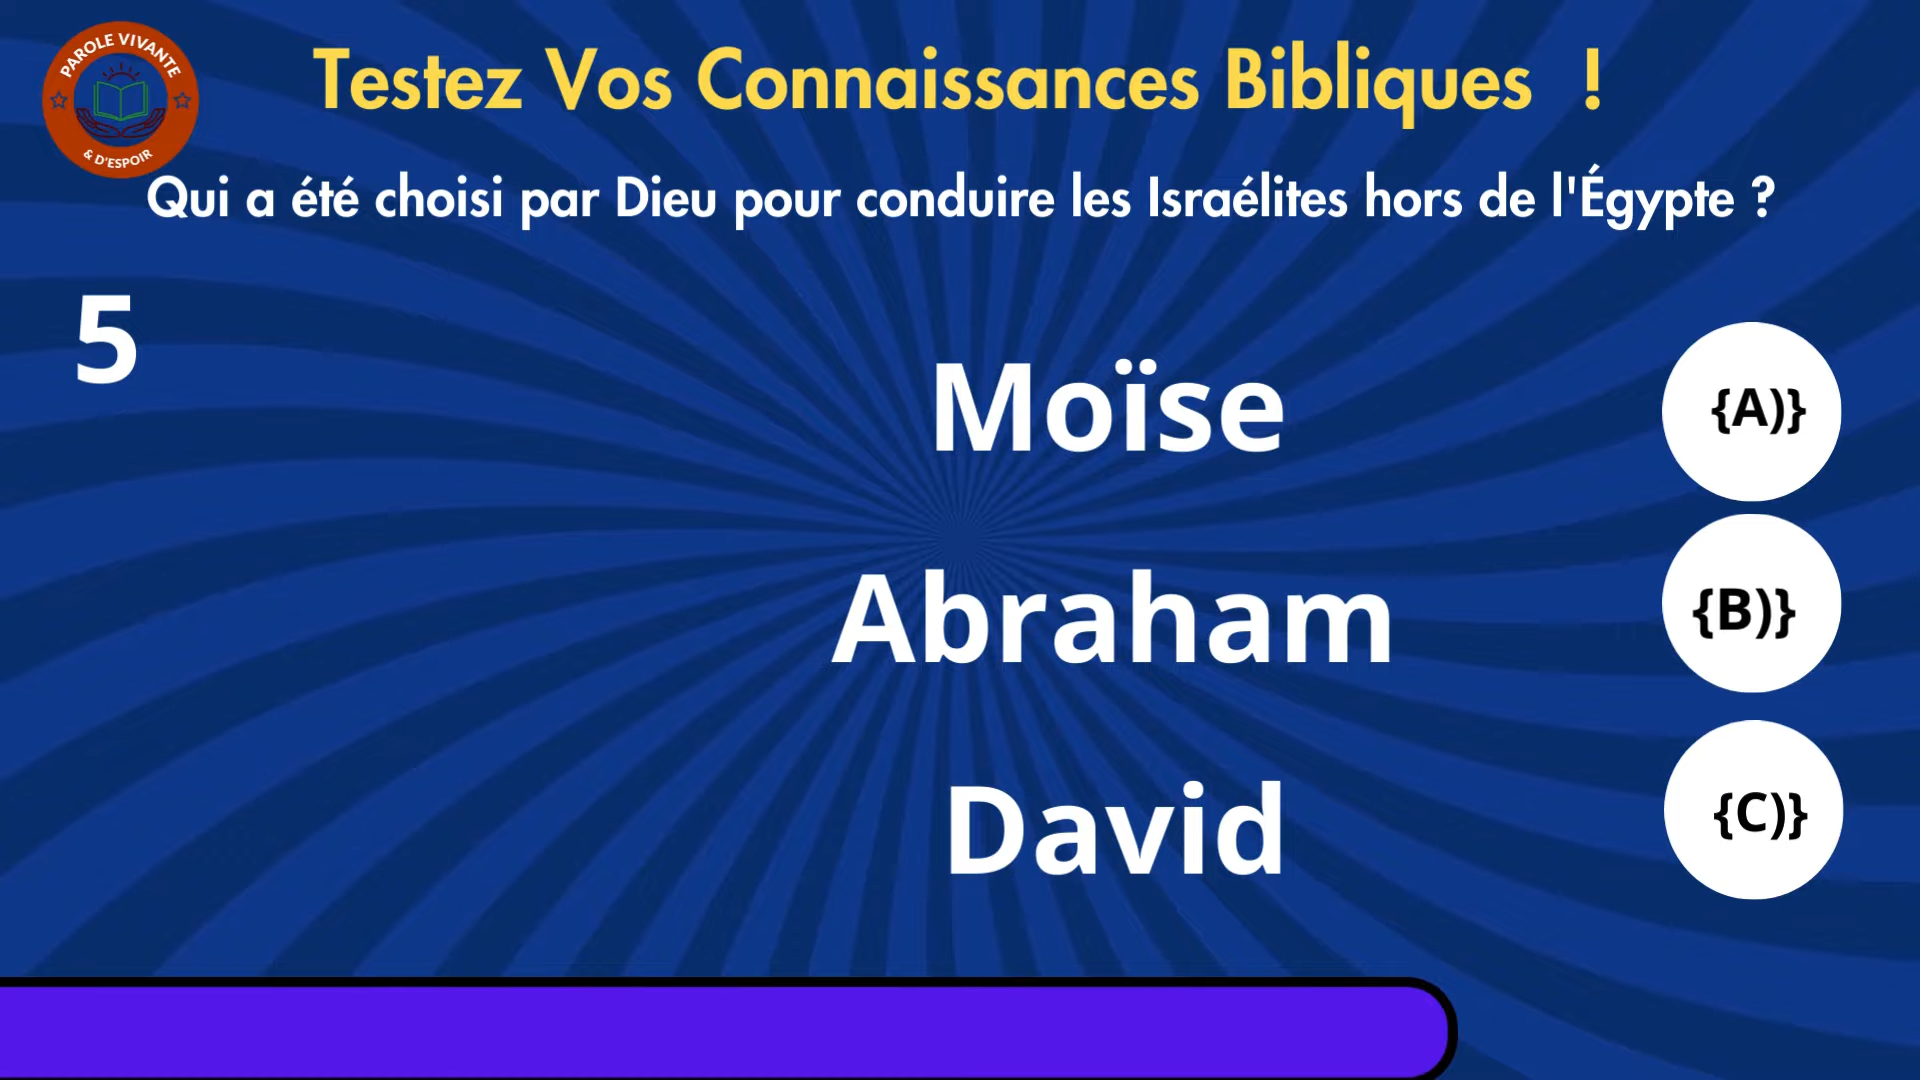 PAROLE VIVANTE
& D'ESPOIR
Testez Vos Connaissances Bibliques !
Qui a été choisi par Dieu pour conduire les Israélites hors de l'Égypte ?
5
Moïse
{A)}
Abraham
{B)}
David
{C)}